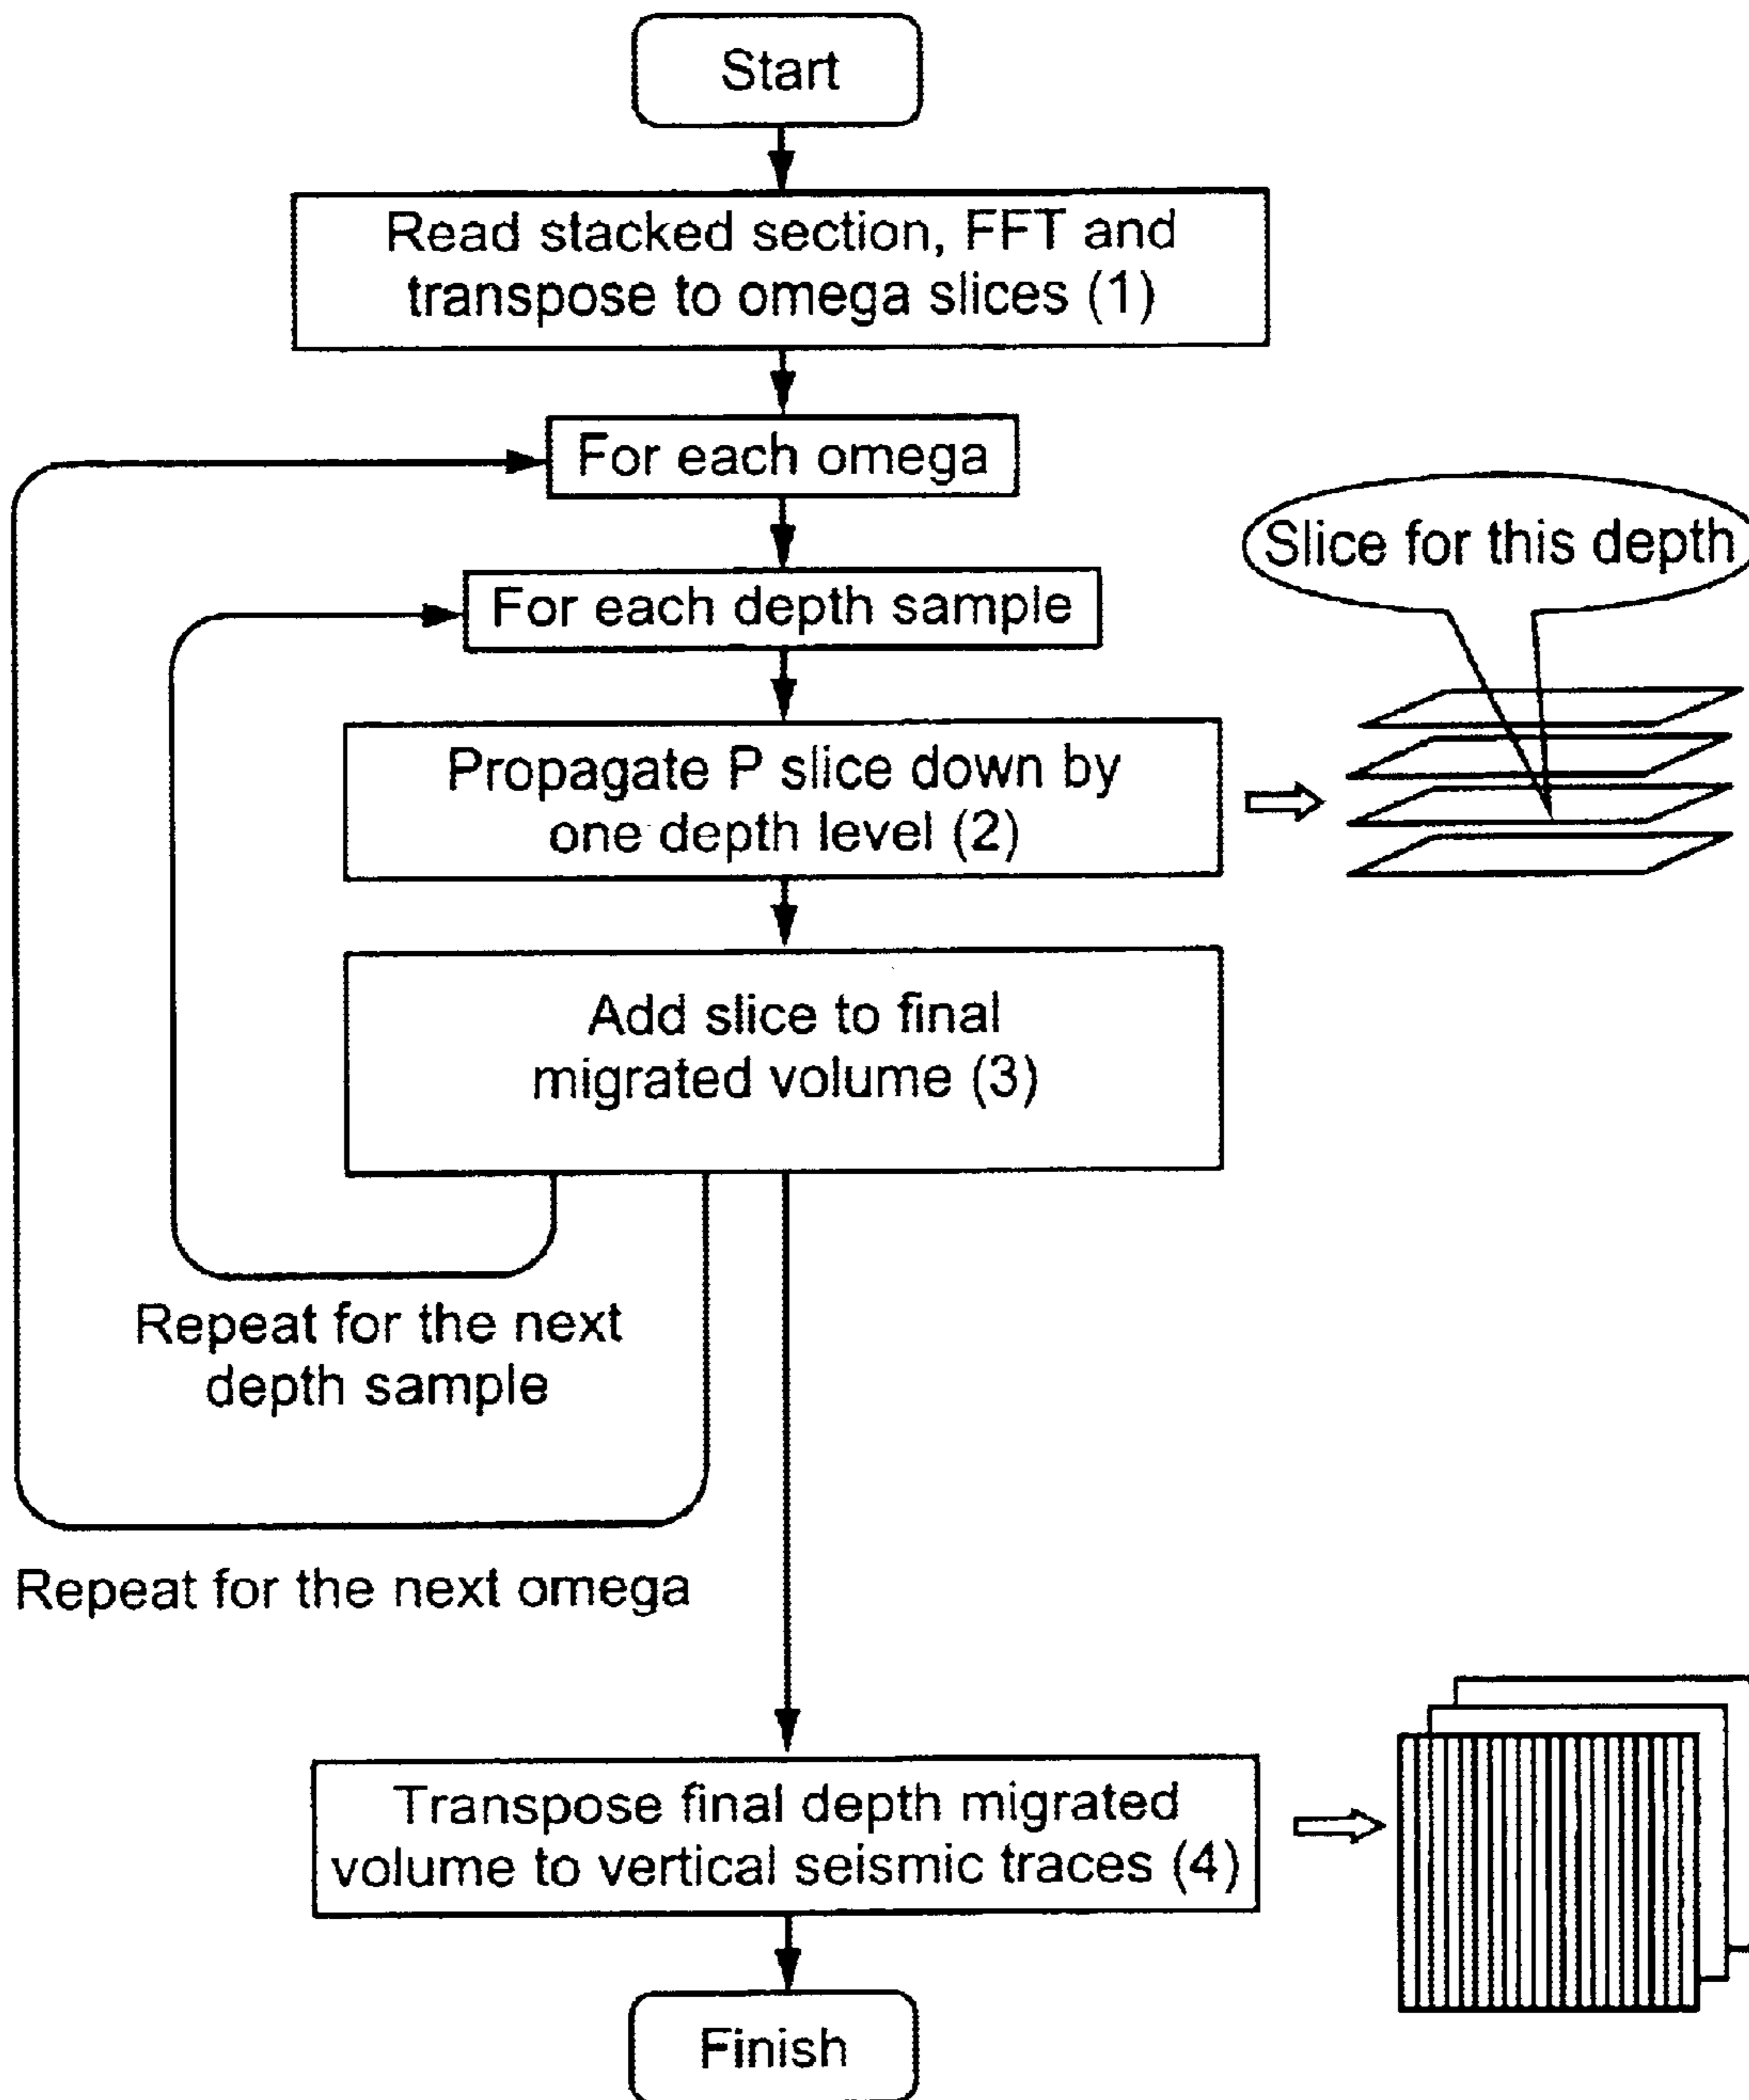 Start
Read stacked section, FFT and
transpose to omega slices (1)
For each omega
For each depth sample
Slice for this depth
Propagate P slice down by
one depth level (2)
Add slice to final
migrated volume (3)
Repeat for the next
depth sample
Repeat for the next omega
Transpose final depth migrated
volume to vertical seismic traces (4)
Finish